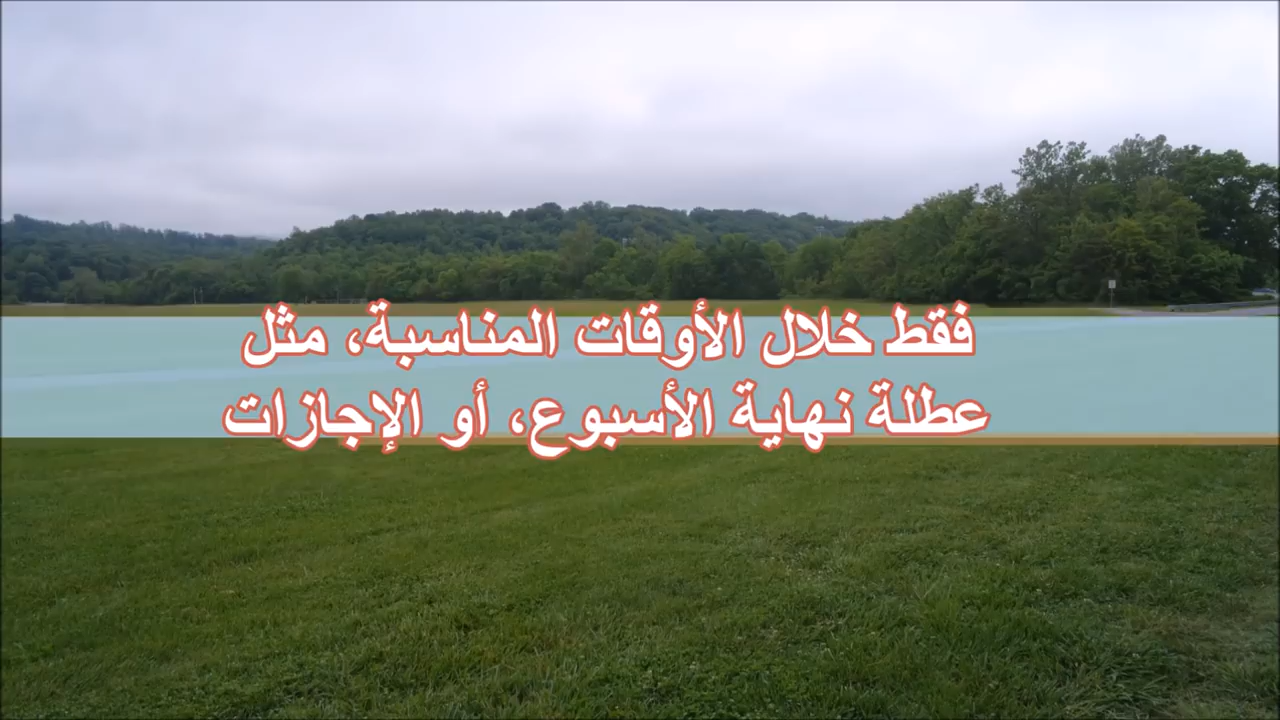 فقط خلال الأوقات المناسبة، مثل
عطلة نهاية الأسبوع، أو الإجازات